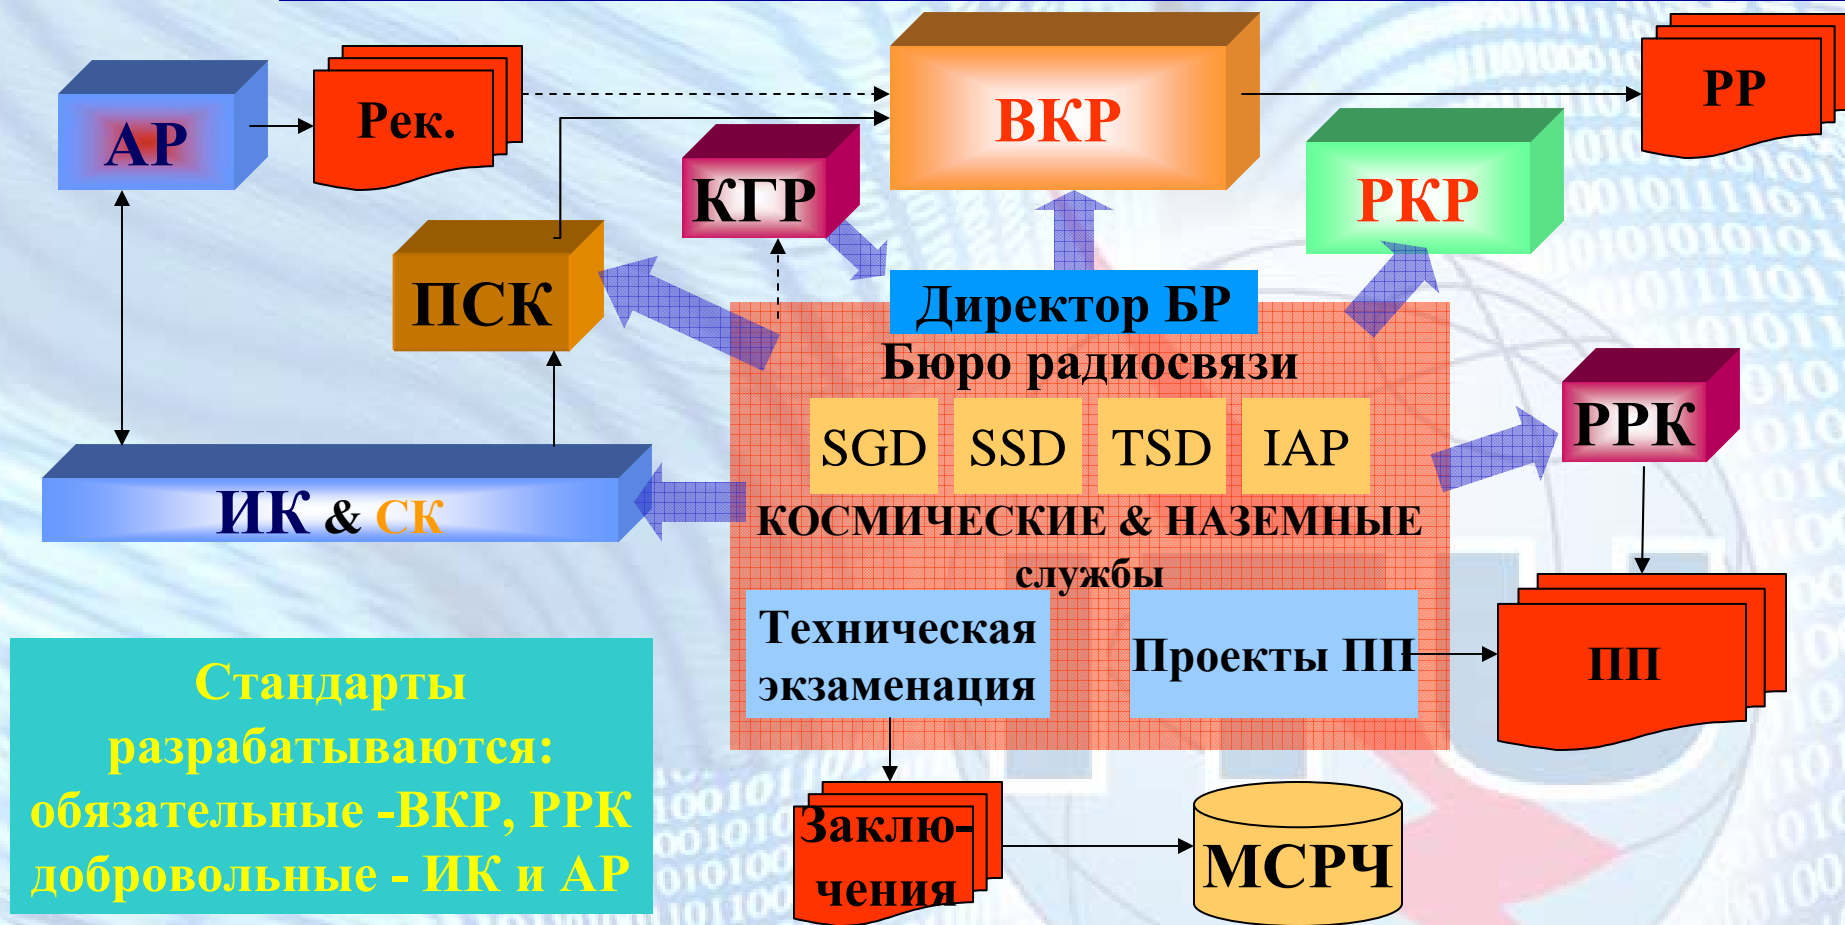 АР
Рек.
ВКР
РР
КГР
РКР
ПСК
Директор БР
Бюро радиосвязи
SGD SSD TSD IAP
РРК
ИК & СК
КОСМИЧЕСКИЕ & НАЗЕМНЫЕ
службы
Техническая
экзаменация
Проекты ПП
ПП
Стандарты
разрабатываются:
обязательные -ВКР, РРК
добровольные - ИК и АР
Заклю-
чения
МСРЧ